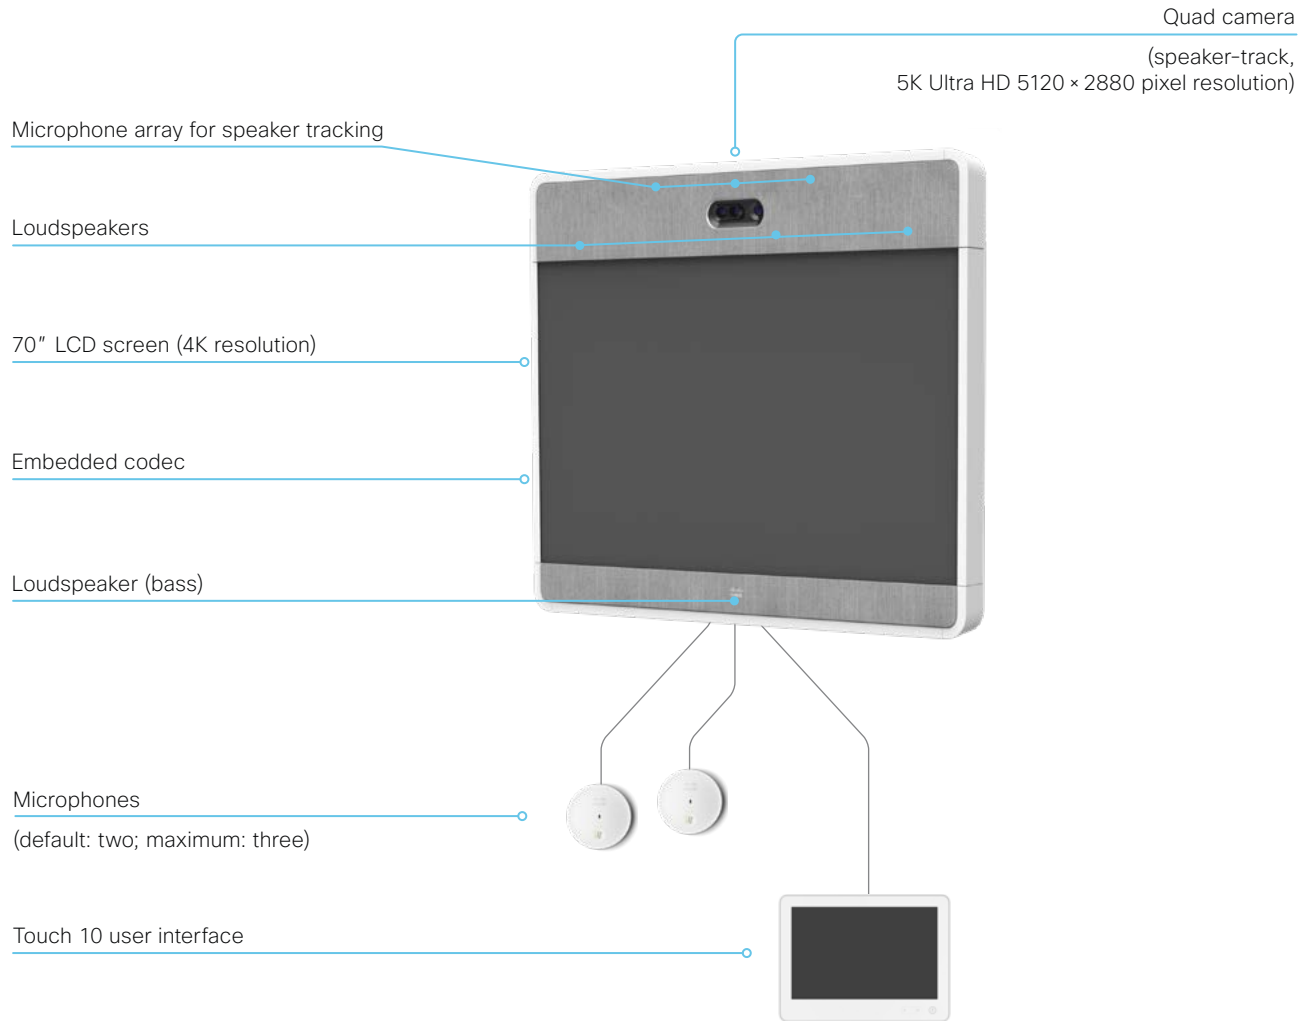 Quad camera
(speaker-track,
5K Ultra HD 5120 × 2880 pixel resolution)
Microphone array for speaker tracking
Loudspeakers
70" LCD screen (4K resolution)
Embedded codec
Loudspeaker (bass)
Microphones
(default: two; maximum: three)
Touch 10 user interface